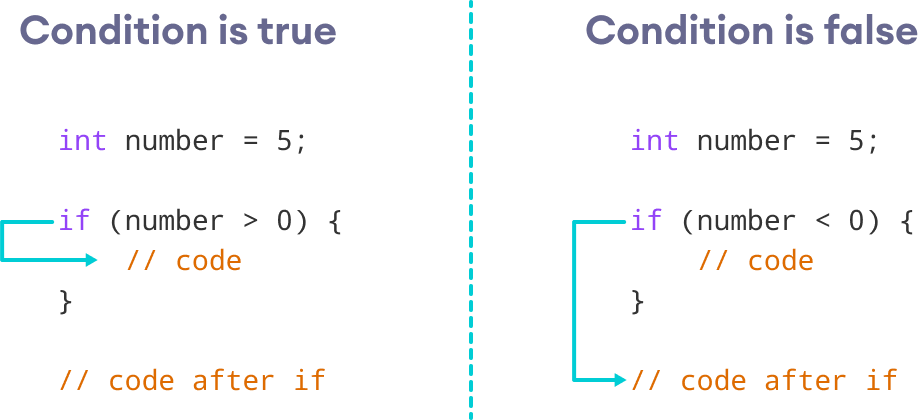 Condition is true
int number = 5;
if (number > 0) {
// code
}
// code after if
Condition is false
int number = 5;
if (number < 0) {
// code
}
// code after if